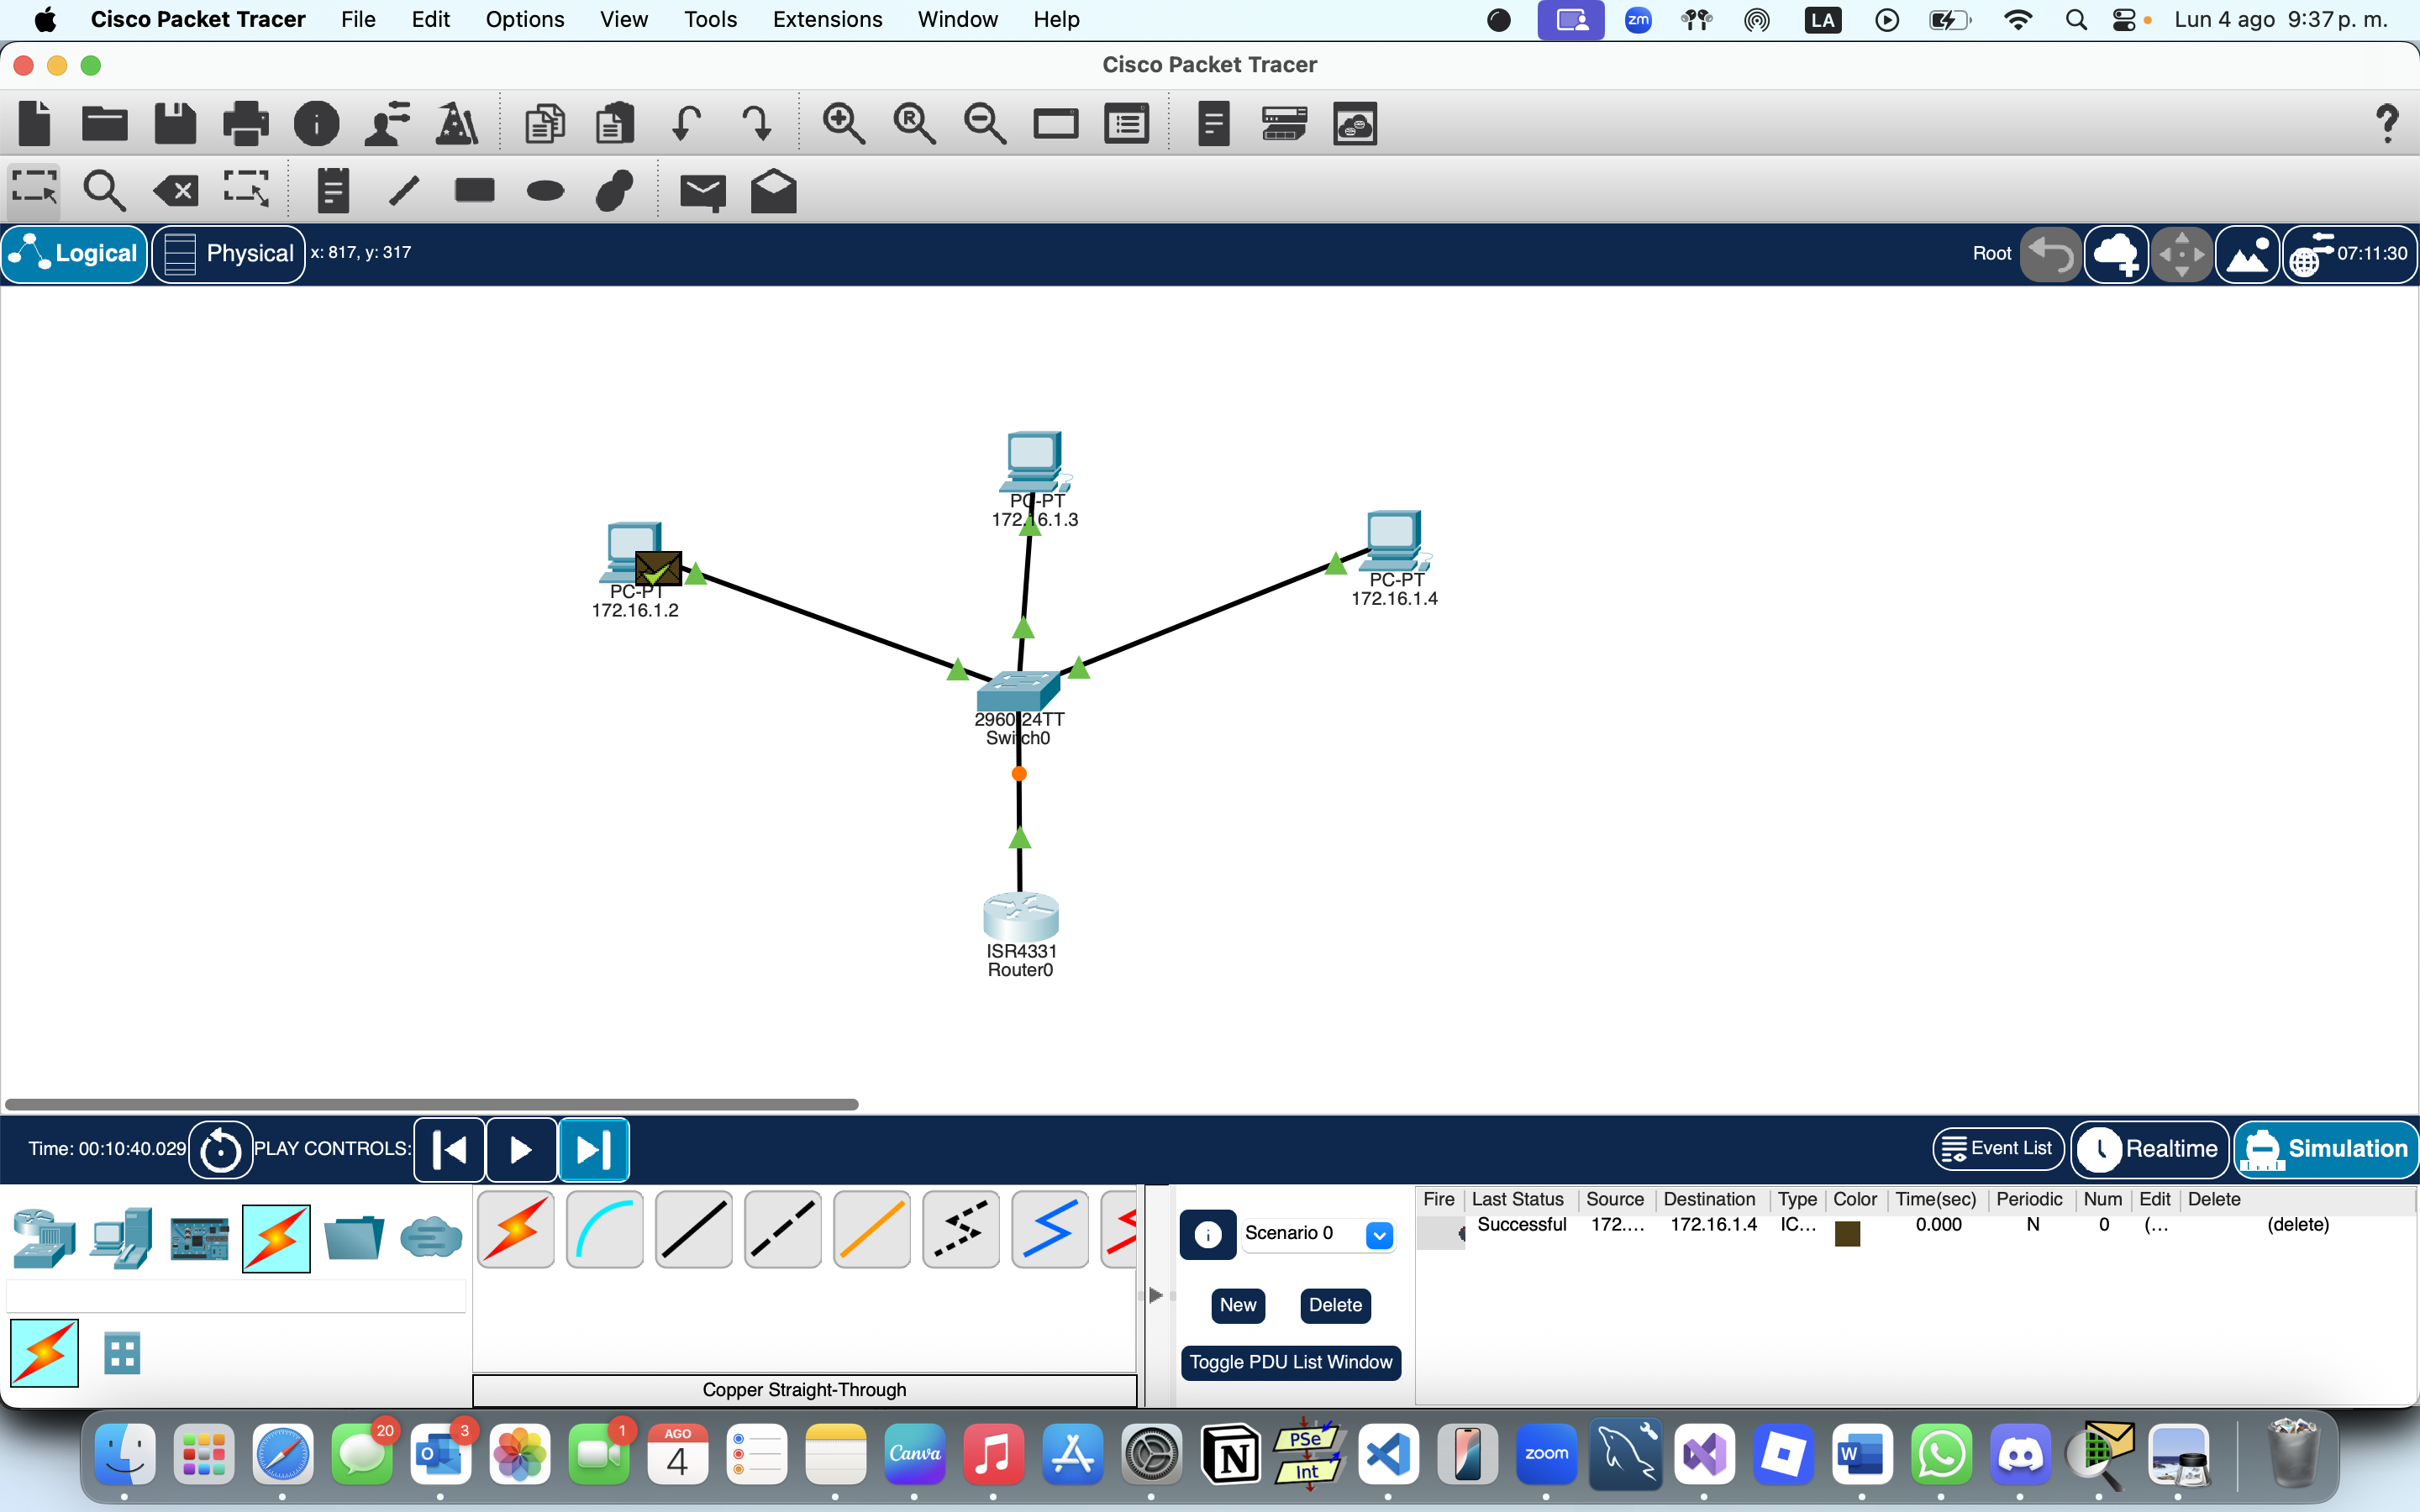 Cisco Packet Tracer File Edit Options View Tools Extensions Window Help zm LA Lun 4 ago 9:37 p. m.
Cisco Packet Tracer
Logical Physical x: 817, y: 317 Root 07:11:30
PC-PT
172.16.1.3
PC-PT
172.16.1.2
PC-PT
172.16.1.4
2960-24TT
Switch0
ISR4331
Router0
Time: 00:10:40.029 PLAY CONTROLS: Event List Realtime Simulation
Fire Last Status Source Destination Type Color Time(sec) Periodic Num Edit Delete
Successful 172.... 172.16.1.4 IC... 0.000 N 0 (... (delete)
Scenario 0
New Delete
Toggle PDU List Window
Copper Straight-Through
20 3 1 AGO 4 Canva PSe Int zoom